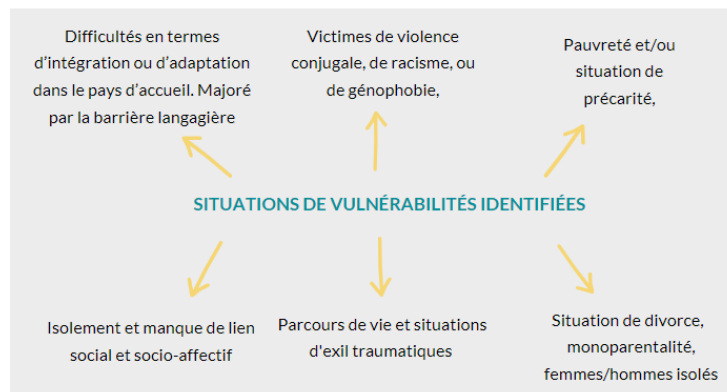 Difficultés en termes
d'intégration ou d'adaptation
dans le pays d'accueil. Majoré
par la barrière langagière
Victimes de violence
conjugale, de racisme, ou
de génophobie,
Pauvreté et/ou
situation de
précarité,
SITUATIONS DE VULNÉRABILITÉS IDENTIFIÉES
Isolement et manque de lien
social et socio-affectif
Parcours de vie et situations
d'exil traumatiques
Situation de divorce,
monoparentalité,
femmes/hommes isolés